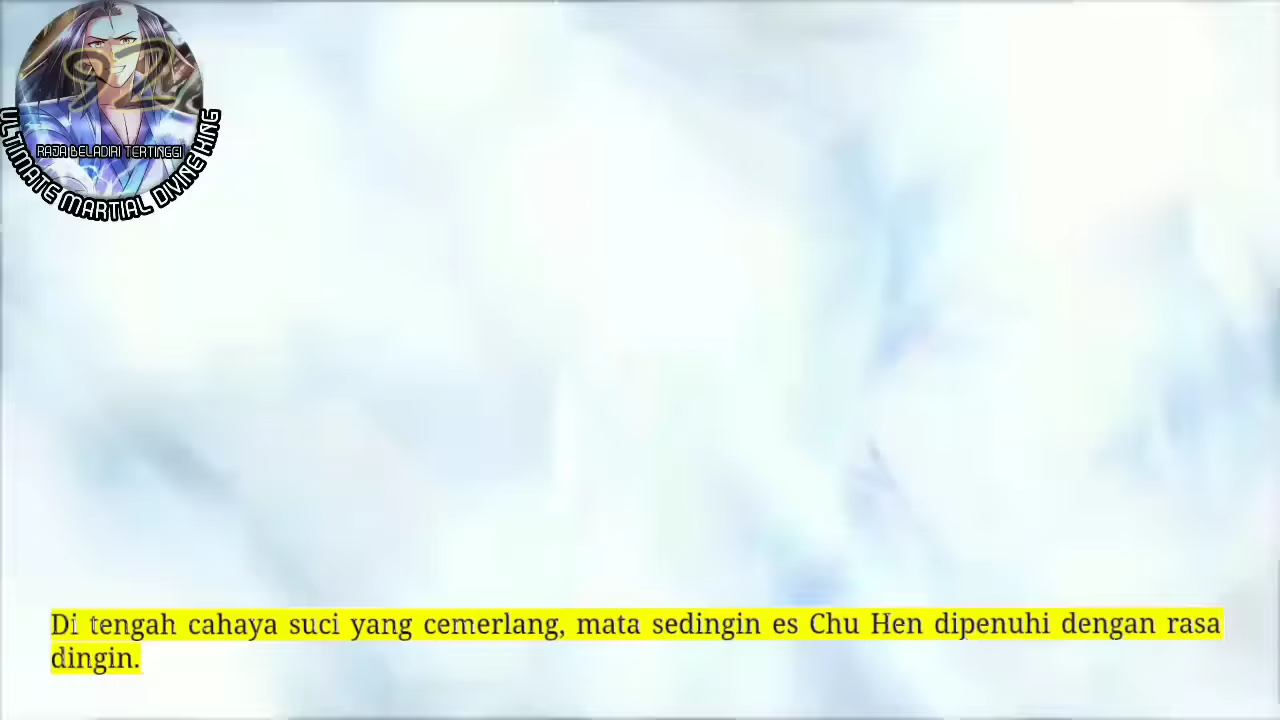 92
RAJA BELADIRI TERTINGGI
ULTIMATE MARTIAL DIVINE KING
Di tengah cahaya suci yang cemerlang, mata sedingin es Chu Hen dipenuhi dengan rasa
dingin.